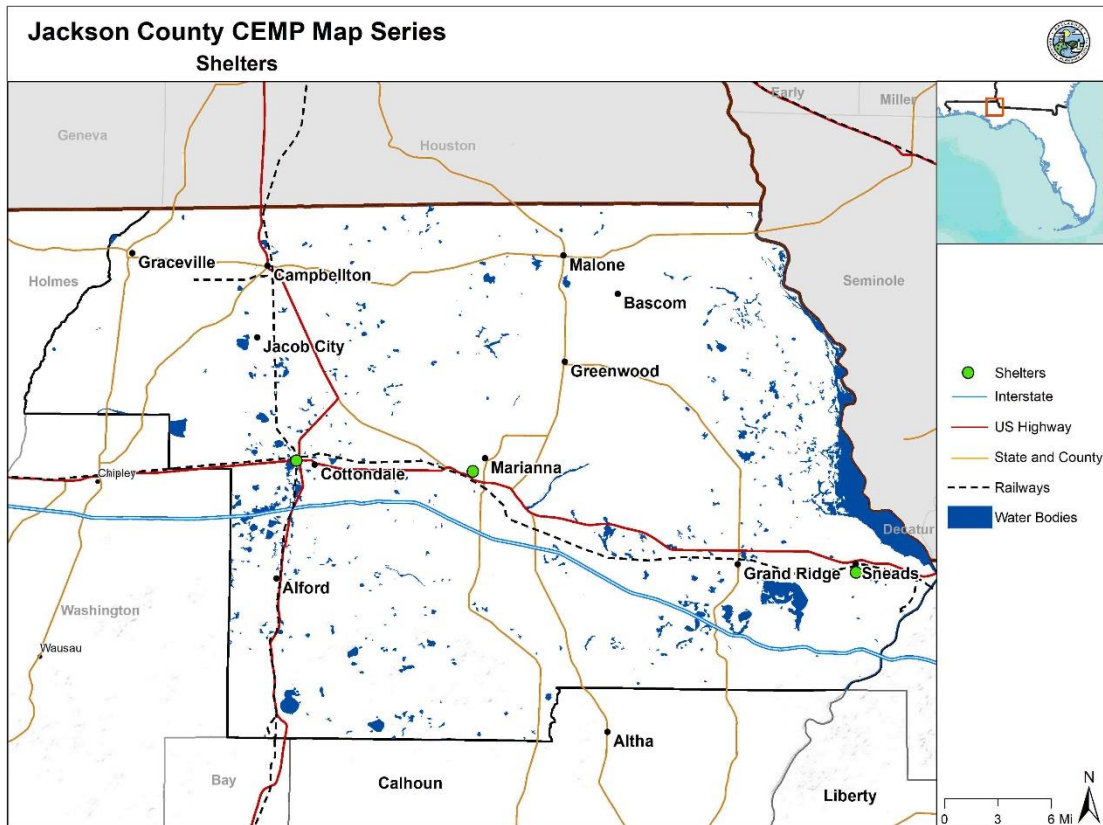 Jackson County CEMP Map Series
Shelters
Early
Miller
Geneva
Houston
Graceville
Campbellton
Malone
Holmes
Bascom
Seminole
Jacob City
Greenwood
Shelters
Interstate
US Highway
State and County
Railways
Water Bodies
Marianna
Cottondale
Chipley
Decatur
Grand Ridge
Sneads
Alford
Washington
Wausau
Altha
Bay
Calhoun
Liberty
N
0 3 6 Mi